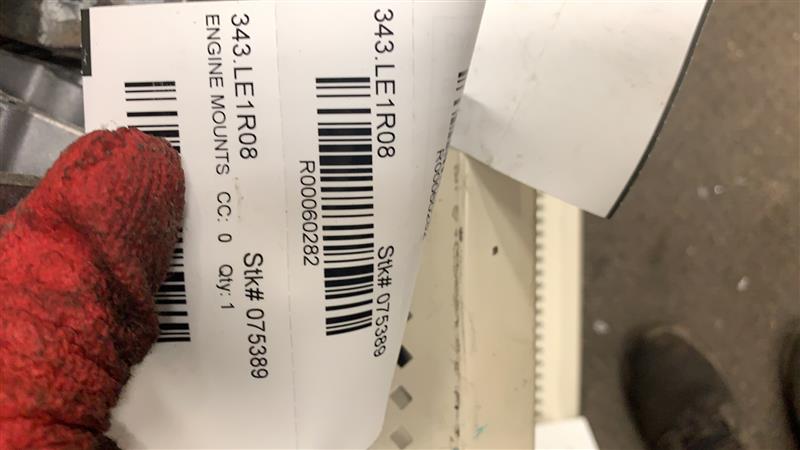 343.LE1R08
Stk# 075389
R00060282
343.LE1R08
Stk# 075389
ENGINE MOUNTS CC: 0 Qty: 1